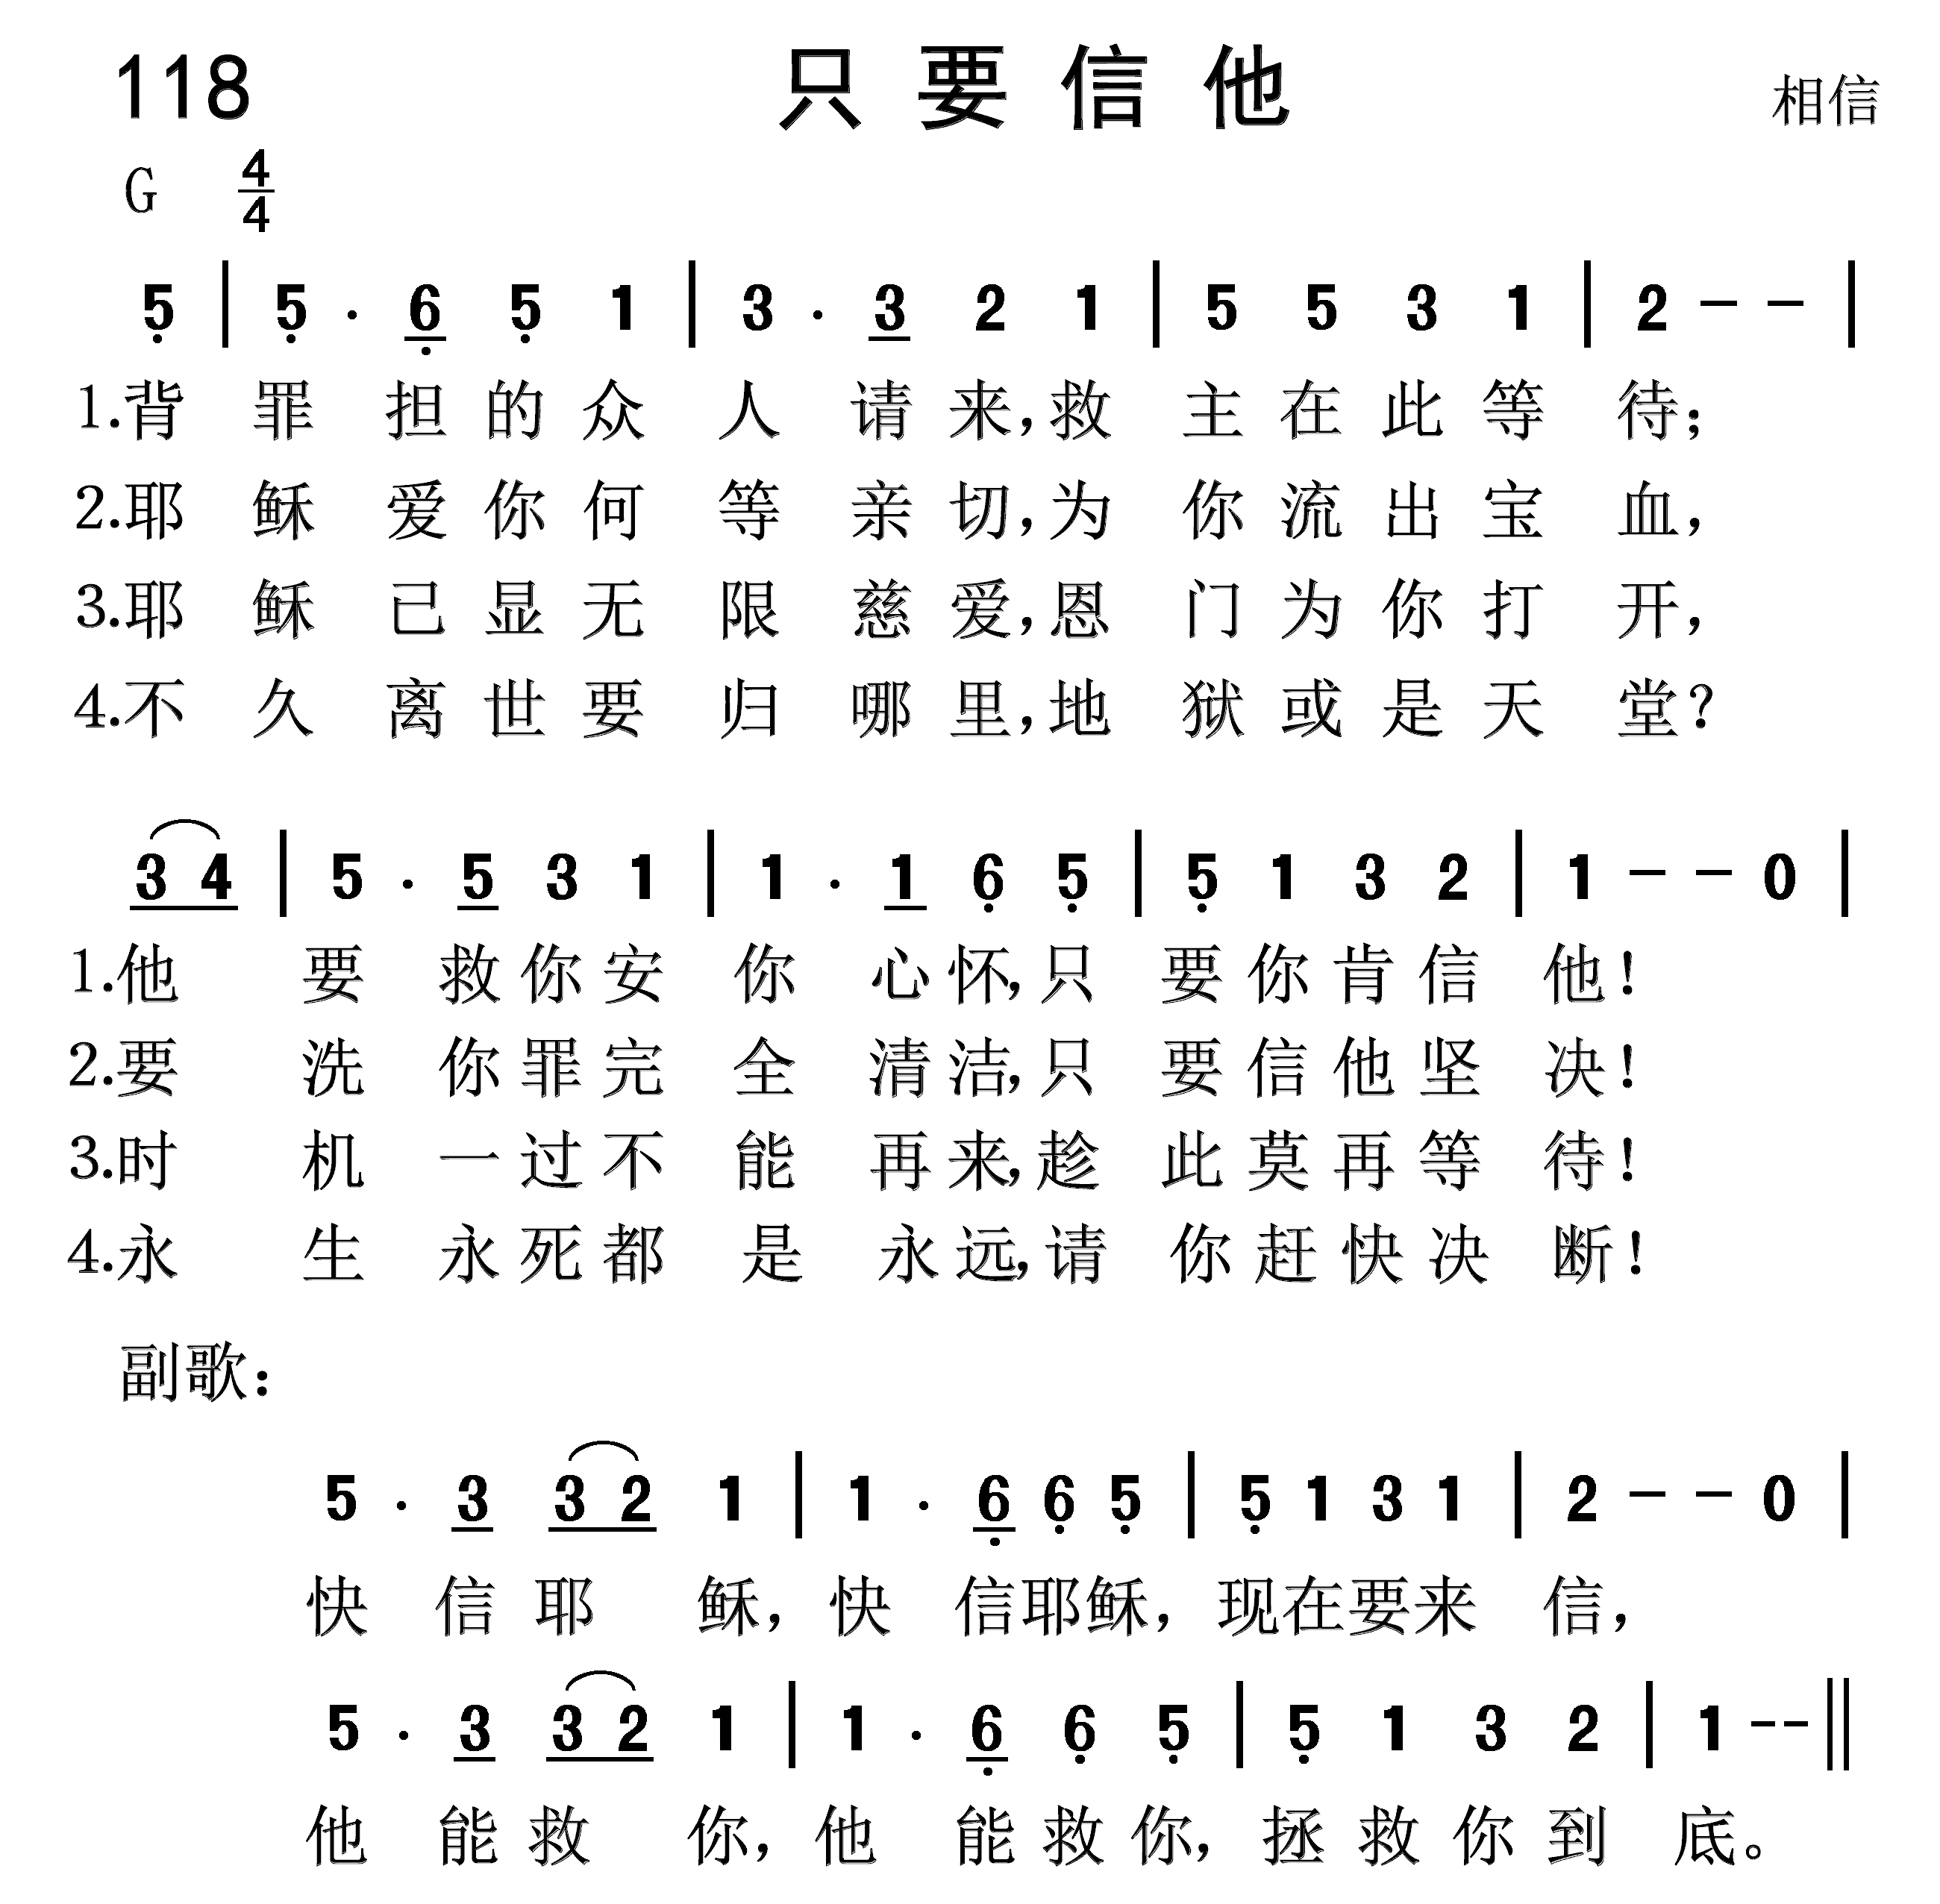 118 只要信他 相信
G 4/4
5̣ | 5̣ · 6̣ 5̣ 1 | 3 · 3 2 1 | 5 5 3 1 | 2 - - |
1.背罪担的众人请来,救主在此等待;
2.耶稣爱你何等亲切,为你流出宝血,
3.耶稣已显无限慈爱,恩门为你打开,
4.不久离世要归哪里,地狱或是天堂?
3 4 | 5 · 5 3 1 | 1 · 1 6̣ 5̣ | 5̣ 1 3 2 | 1 - - 0 |
1.他要救你安你心怀,只要你肯信他!
2.要洗你罪完全清洁,只要信他坚决!
3.时机一过不能再来,趁此莫再等待!
4.永生永死都是永远,请你赶快决断!
副歌:
5 · 3 3 2 1 | 1 · 6̣ 6̣ 5̣ | 5̣ 1 3 1 | 2 - - 0 |
快信耶稣,快信耶稣,现在要来信,
5 · 3 3 2 1 | 1 · 6̣ 6̣ 5̣ | 5̣ 1 3 2 | 1 - - ||
他能救你,他能救你,拯救你到底。